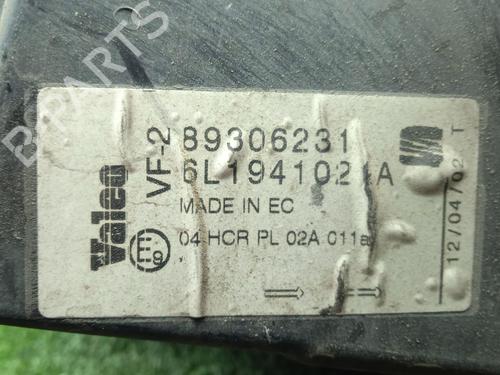 B-PARTS
Valeo
VF-2
89306231
6L1941021A
MADE IN EC
E9
04 HCR PL 02A 011a
12/04/02 T